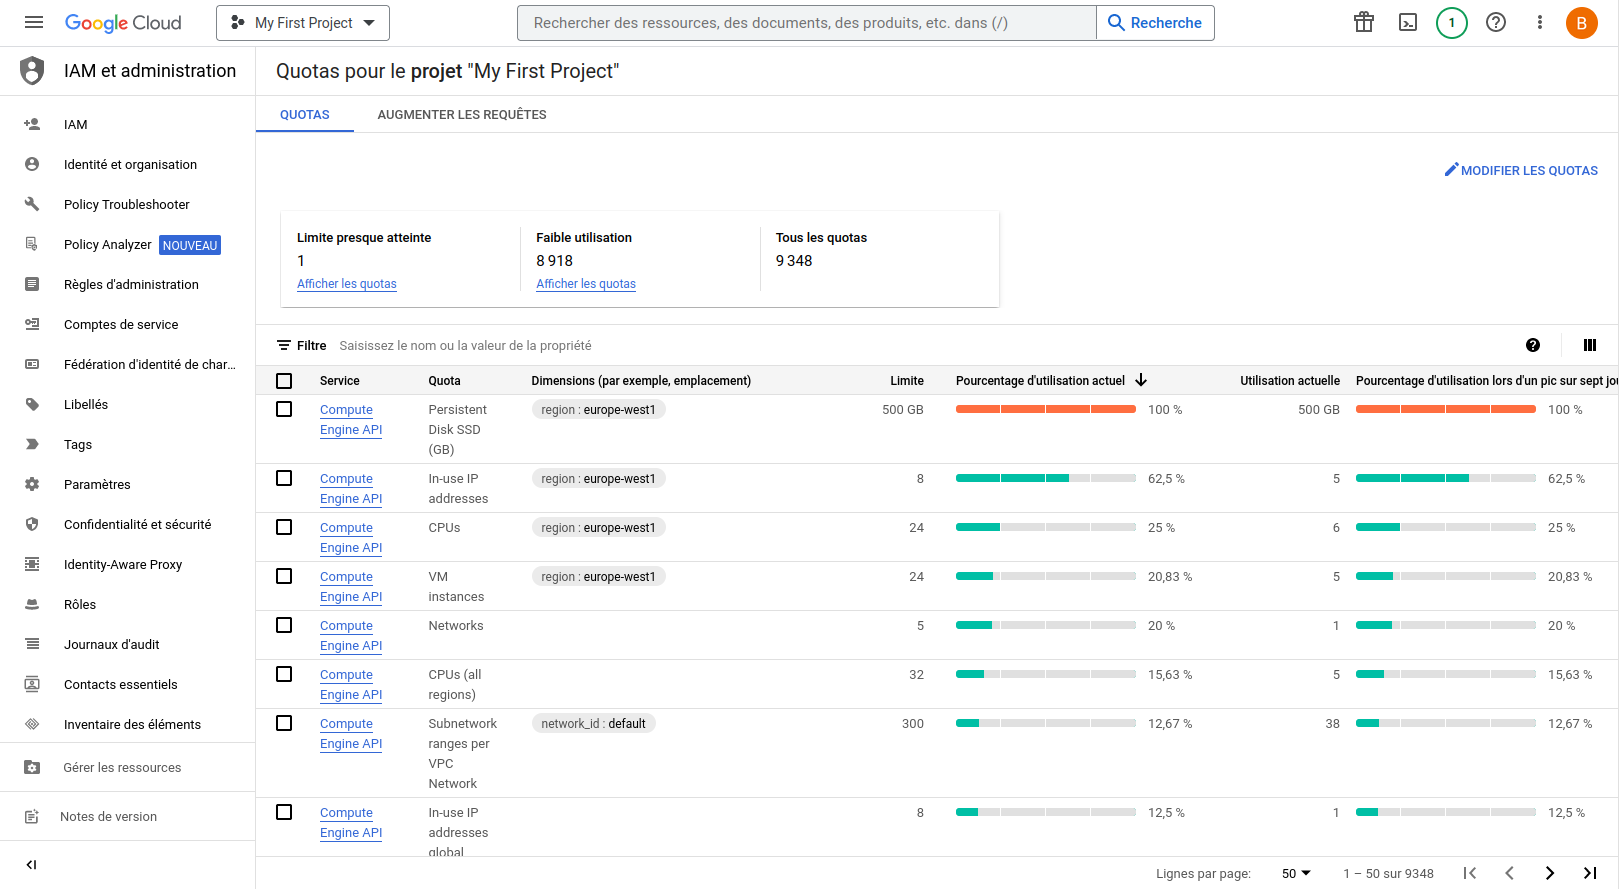 Google Cloud
My First Project
Rechercher des ressources, des documents, des produits, etc. dans (/)
Recherche
1
B
IAM et administration
IAM
Identité et organisation
Policy Troubleshooter
Policy Analyzer NOUVEAU
Règles d'administration
Comptes de service
Fédération d'identité de char…
Libellés
Tags
Paramètres
Confidentialité et sécurité
Identity-Aware Proxy
Rôles
Journaux d'audit
Contacts essentiels
Inventaire des éléments
Gérer les ressources
Notes de version
Quotas pour le projet "My First Project"
QUOTAS AUGMENTER LES REQUÊTES
MODIFIER LES QUOTAS
Limite presque atteinte
1
Afficher les quotas
Faible utilisation
8 918
Afficher les quotas
Tous les quotas
9 348
Filtre Saisissez le nom ou la valeur de la propriété
Service Quota Dimensions (par exemple, emplacement) Limite Pourcentage d'utilisation actuel Utilisation actuelle Pourcentage d'utilisation lors d'un pic sur sept jou
Compute Persistent region : europe-west1 500 GB 100 % 500 GB 100 %
Engine API Disk SSD
(GB)
Compute In-use IP region : europe-west1 8 62,5 % 5 62,5 %
Engine API addresses
Compute CPUs region : europe-west1 24 25 % 6 25 %
Engine API
Compute VM region : europe-west1 24 20,83 % 5 20,83 %
Engine API instances
Compute Networks 5 20 % 1 20 %
Engine API
Compute CPUs (all 32 15,63 % 5 15,63 %
Engine API regions)
Compute Subnetwork network_id : default 300 12,67 % 38 12,67 %
Engine API ranges per
VPC
Network
Compute In-use IP 8 12,5 % 1 12,5 %
Engine API addresses
global
Lignes par page: 50 1 – 50 sur 9348